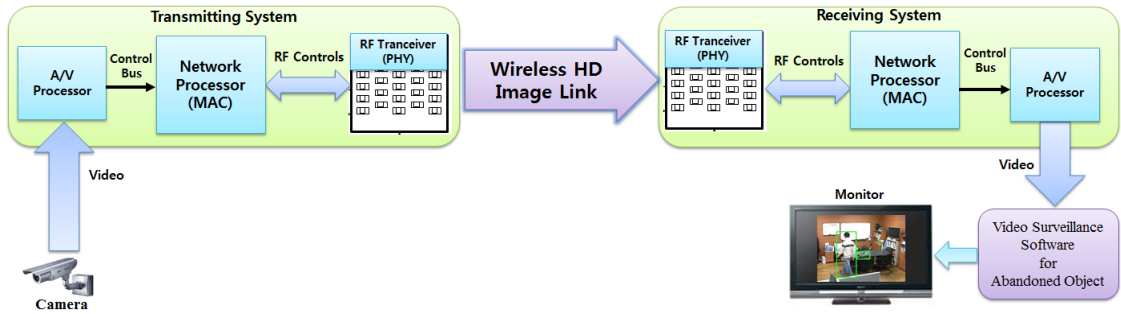 Transmitting System
A/V
Processor
Control
Bus
Network
Processor
(MAC)
RF Controls
RF Tranceiver
(PHY)
Video
Camera
Wireless HD
Image Link
Receiving System
RF Tranceiver
(PHY)
RF Controls
Network
Processor
(MAC)
Control
Bus
A/V
Processor
Video
Monitor
Video Surveillance
Software
for
Abandoned Object